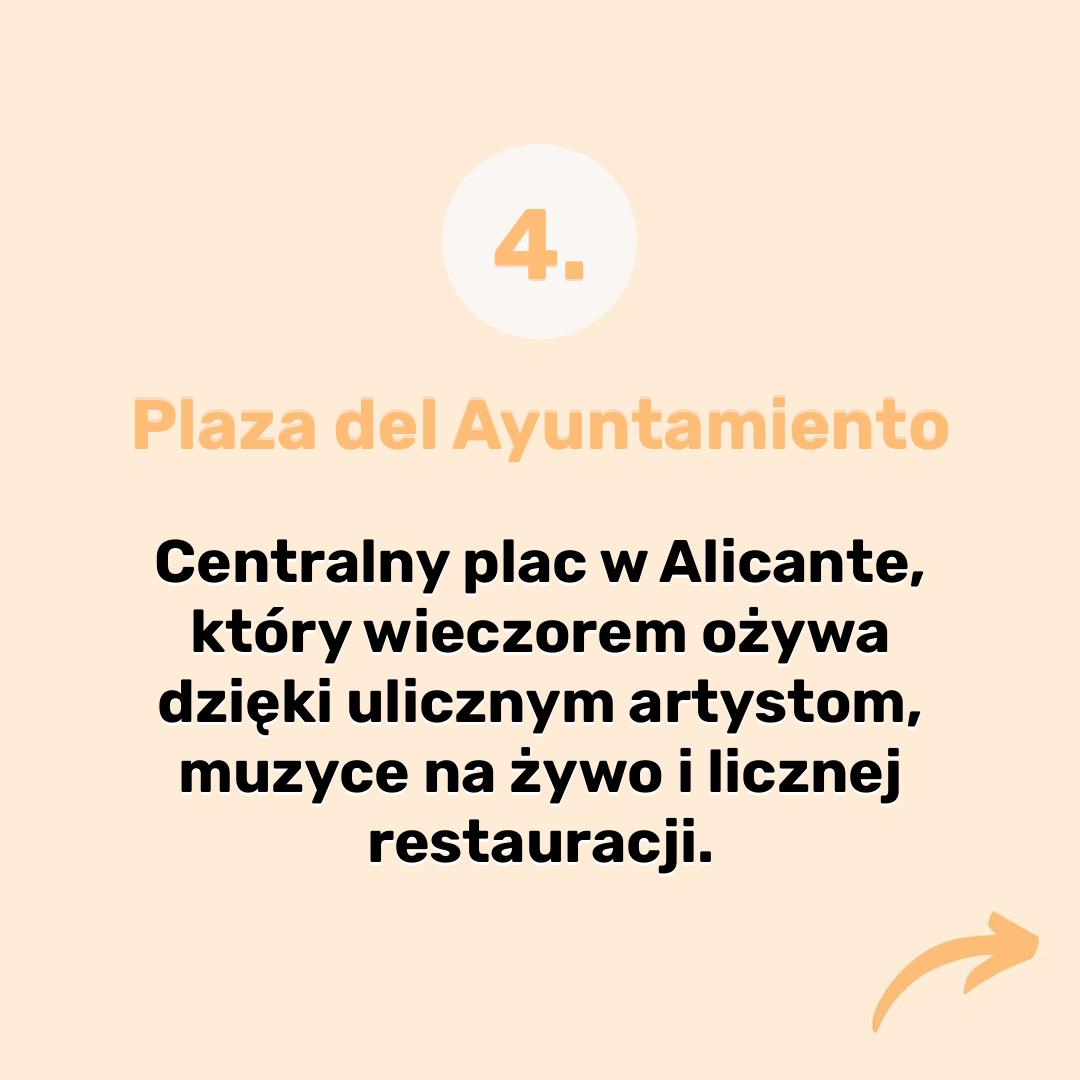 4.
Plaza del Ayuntamiento
Centralny plac w Alicante,
który wieczorem ożywa
dzięki ulicznym artystom,
muzyce na żywo i licznej
restauracji.